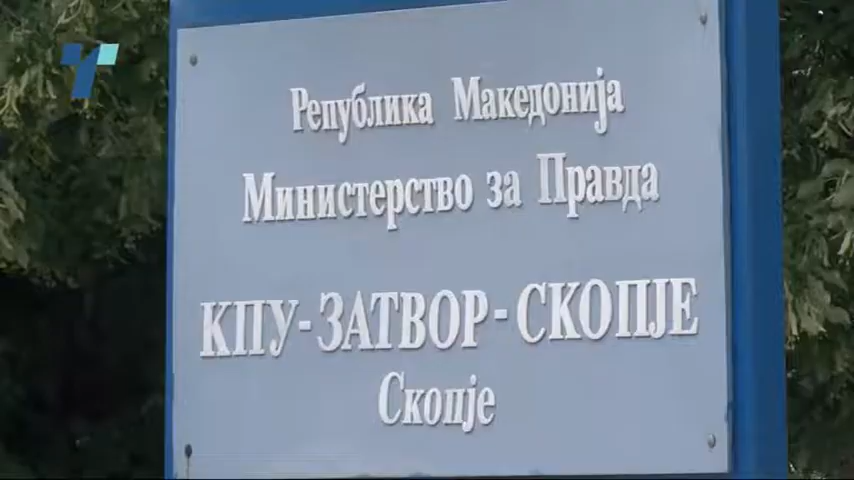 Република Македонија
Министерство за Правда
КПУ-ЗАТВОР-СКОПЈЕ
Скопје